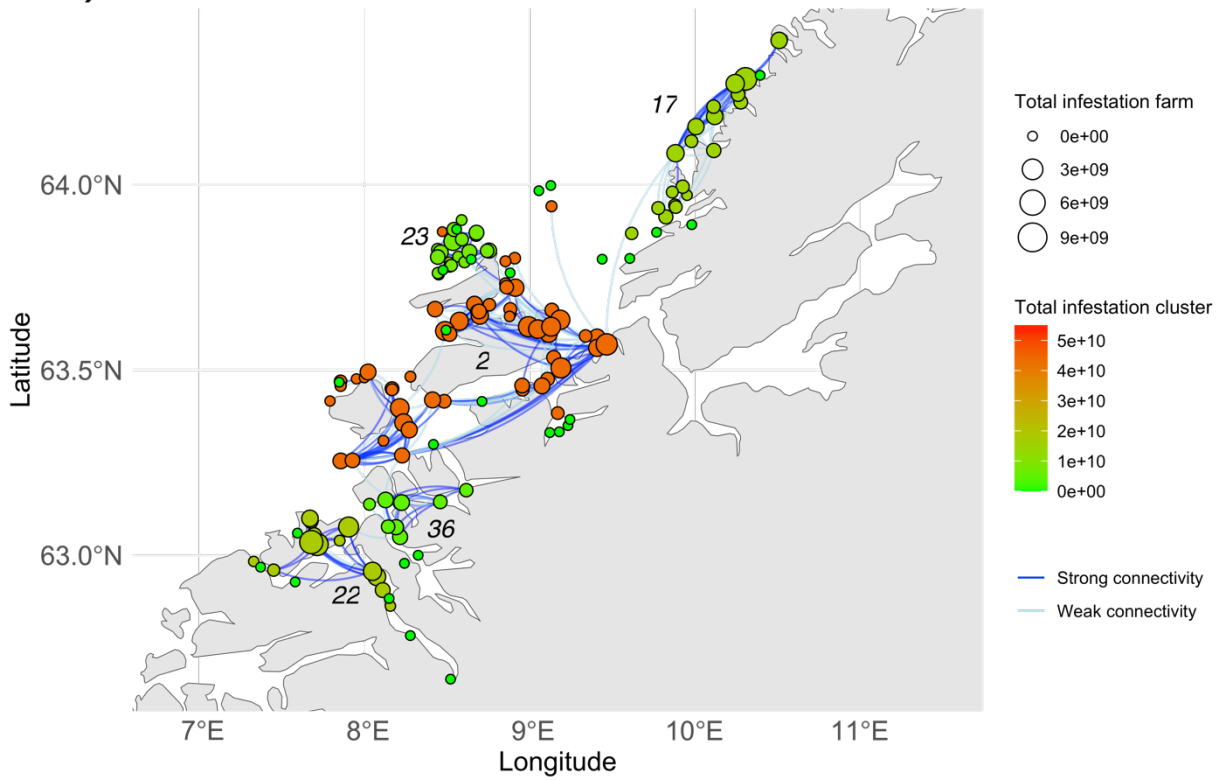 )
17
23
2
36
22
64.0°N
63.5°N
63.0°N
Latitude
7°E
8°E
9°E
10°E
11°E
Longitude
Total infestation farm
0e+00
3e+09
6e+09
9e+09
Total infestation cluster
5e+10
4e+10
3e+10
2e+10
1e+10
0e+00
Strong connectivity
Weak connectivity